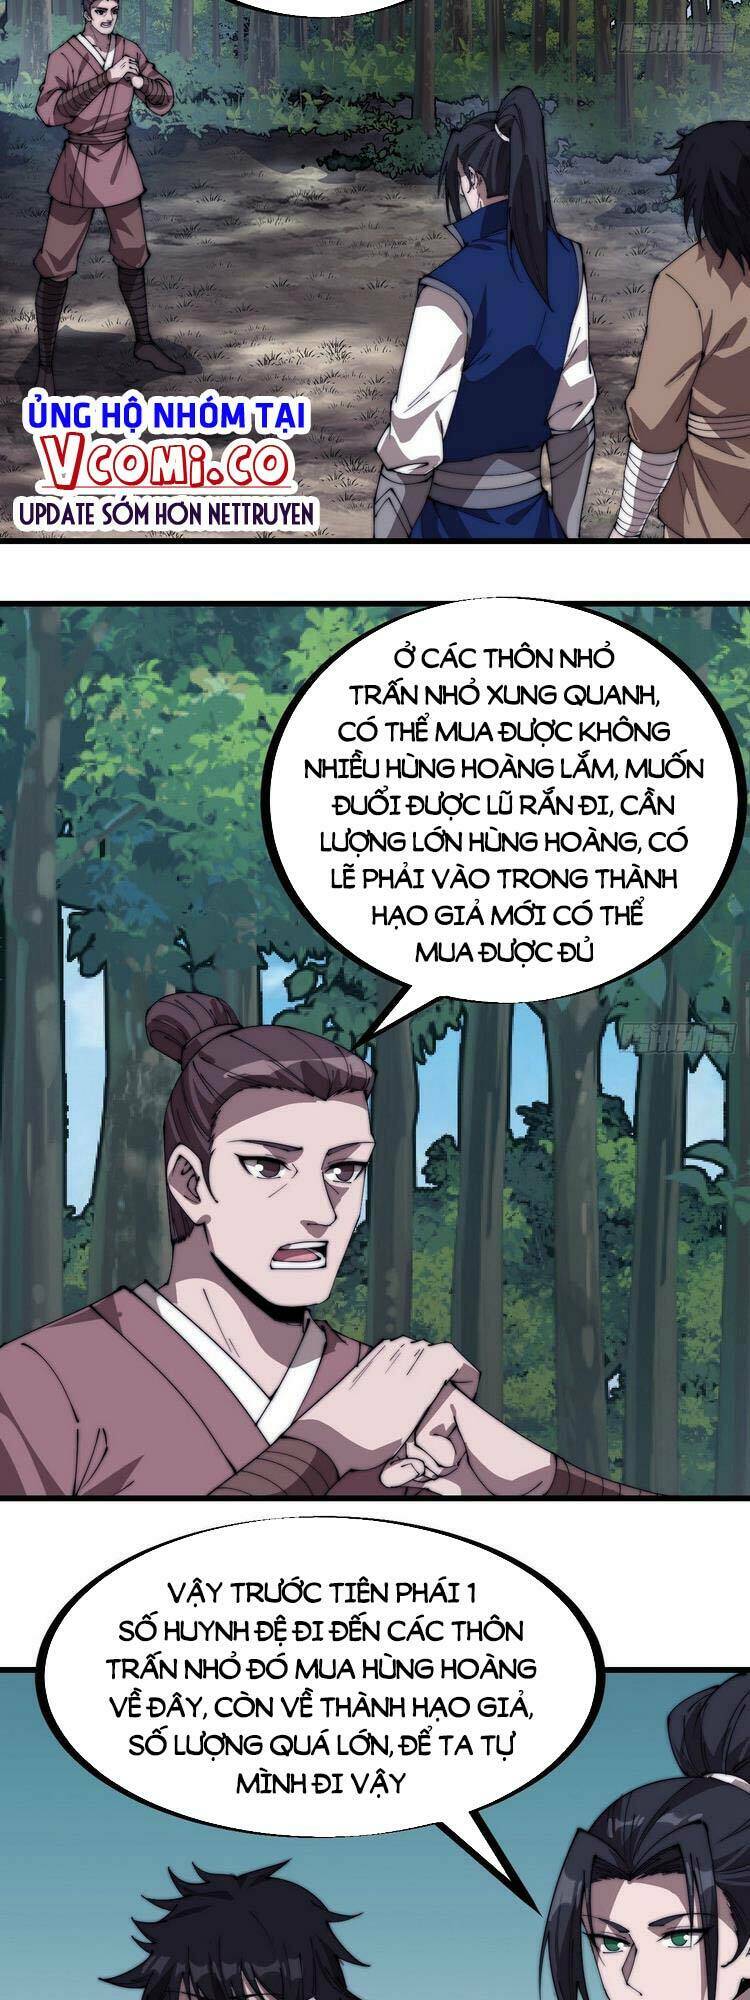 ỦNG HỘ NHÓM TẠI
VCOMI.CO
UPDATE SỚM HƠN NETTRUYEN
Ở CÁC THÔN NHỎ
TRẤN NHỎ XUNG QUANH,
CÓ THỂ MUA ĐƯỢC KHÔNG
NHIỀU HÙNG HOÀNG LẮM, MUỐN
ĐUỔI ĐƯỢC LŨ RẮN ĐI, CẦN
LƯỢNG LỚN HÙNG HOÀNG, CÓ
LẼ PHẢI VÀO TRONG THÀNH
HẠO GIẢ MỚI CÓ THỂ
MUA ĐƯỢC ĐỦ
VẬY TRƯỚC TIÊN PHÁI 1
SỐ HUYNH ĐỆ ĐI ĐẾN CÁC THÔN
TRẤN NHỎ ĐÓ MUA HÙNG HOÀNG
VỀ ĐÂY, CÒN VỀ THÀNH HẠO GIẢ,
SỐ LƯỢNG QUÁ LỚN, ĐỂ TA TỰ
MÌNH ĐI VẬY